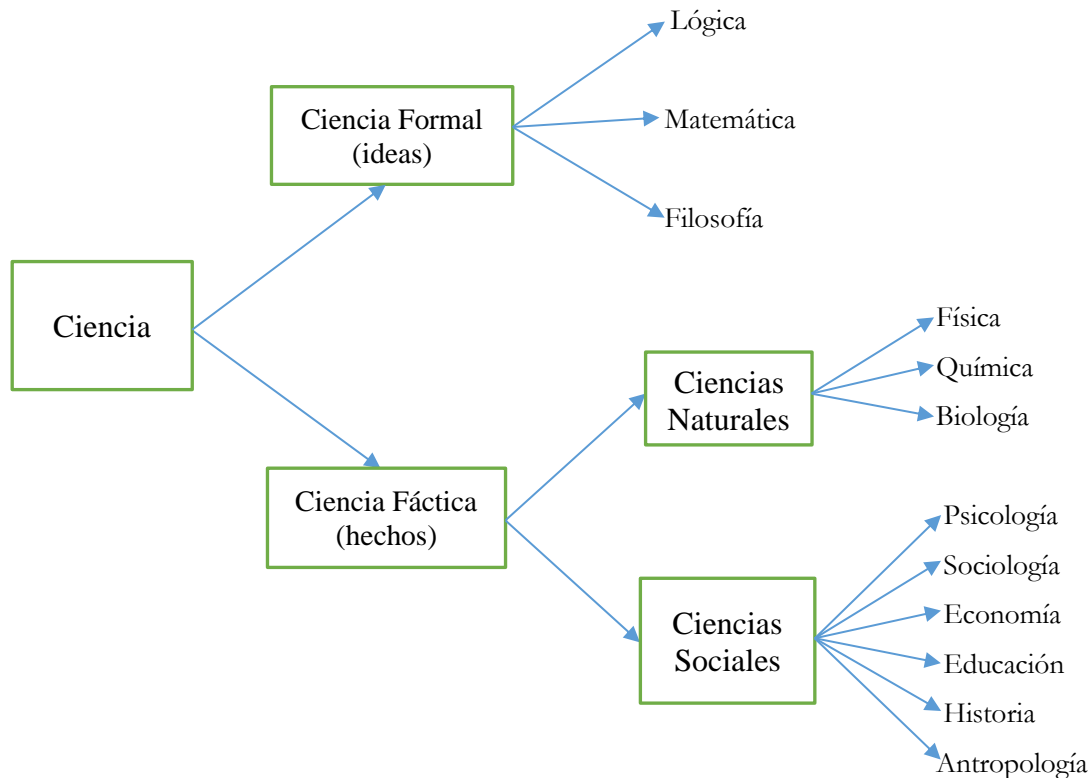 Ciencia
Ciencia Formal
(ideas)
Lógica
Matemática
Filosofía
Ciencia Fáctica
(hechos)
Ciencias
Naturales
Física
Química
Biología
Ciencias
Sociales
Psicología
Sociología
Economía
Educación
Historia
Antropología